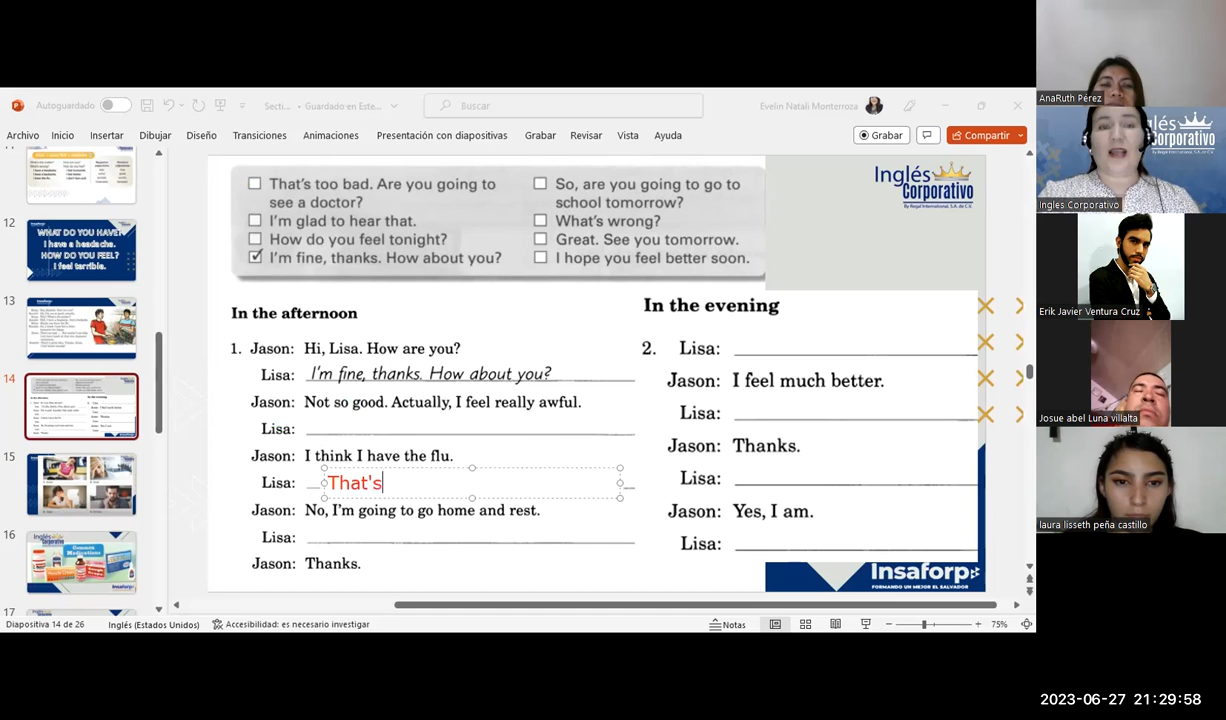 Autoguardado
Secti... • Guardado en Este...
Buscar
Evelin Natali Monterroza
Archivo Inicio Insertar Dibujar Diseño Transiciones Animaciones Presentación con diapositivas Grabar Revisar Vista Ayuda
Grabar
Compartir
12
WHAT DO YOU HAVE?
I have a headache.
HOW DO YOU FEEL?
I feel terrible.
13
14
15
16
Common
Medications
17
That's too bad. Are you going to
see a doctor?
I'm glad to hear that.
How do you feel tonight?
I'm fine, thanks. How about you?
So, are you going to go to
school tomorrow?
What's wrong?
Great. See you tomorrow.
I hope you feel better soon.
Inglés
Corporativo
In the afternoon
1. Jason: Hi, Lisa. How are you?
Lisa: I'm fine, thanks. How about you?
Jason: Not so good. Actually, I feel really awful.
Lisa:
Jason: I think I have the flu.
Lisa: That's
Jason: No, I'm going to go home and rest.
Lisa:
Jason: Thanks.
In the evening
2. Lisa:
Jason: I feel much better.
Lisa:
Jason: Thanks.
Lisa:
Jason: Yes, I am.
Lisa:
Insaforp
FORMANDO UN MEJOR EL SALVADOR
Diapositiva 14 de 26
Inglés (Estados Unidos)
Accesibilidad: es necesario investigar
Notas
75%
AnaRuth Pérez
Inglés
Corporativo
Ingles Corporativo
Erik Javier Ventura Cruz
Josue abel Luna villalta
laura lisseth peña castillo
2023-06-27 21:29:58